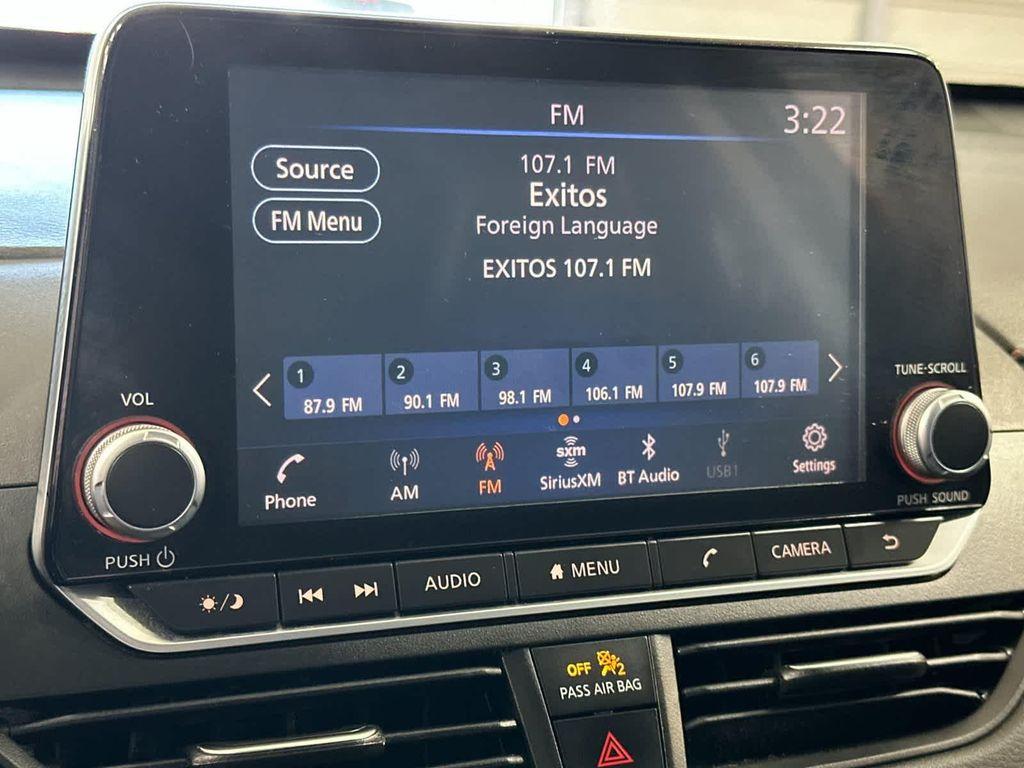 FM
3:22
Source
FM Menu
107.1 FM
Exitos
Foreign Language
EXITOS 107.1 FM
1
87.9 FM
2
90.1 FM
3
98.1 FM
4
106.1 FM
5
107.9 FM
6
107.9 FM
VOL
TUNE·SCROLL
Phone
AM
FM
sxm
SiriusXM
BT Audio
USB1
Settings
PUSH
PUSH SOUND
AUDIO
MENU
CAMERA
OFF
2
PASS AIR BAG